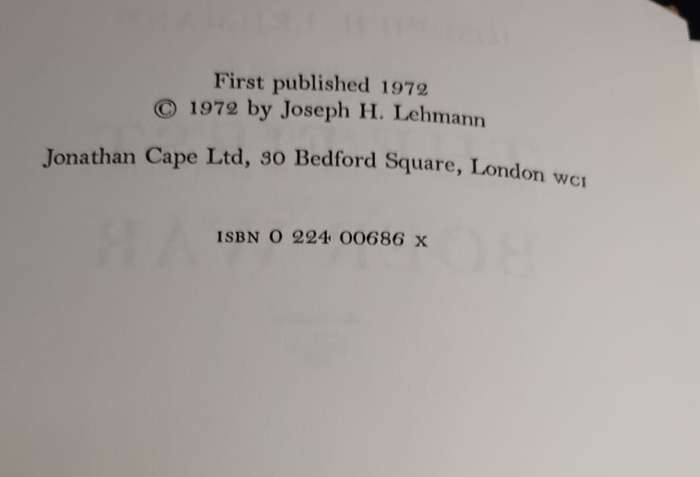 First published 1972
© 1972 by Joseph H. Lehmann
Jonathan Cape Ltd, 30 Bedford Square, London WC1
ISBN 0 224 00686 X